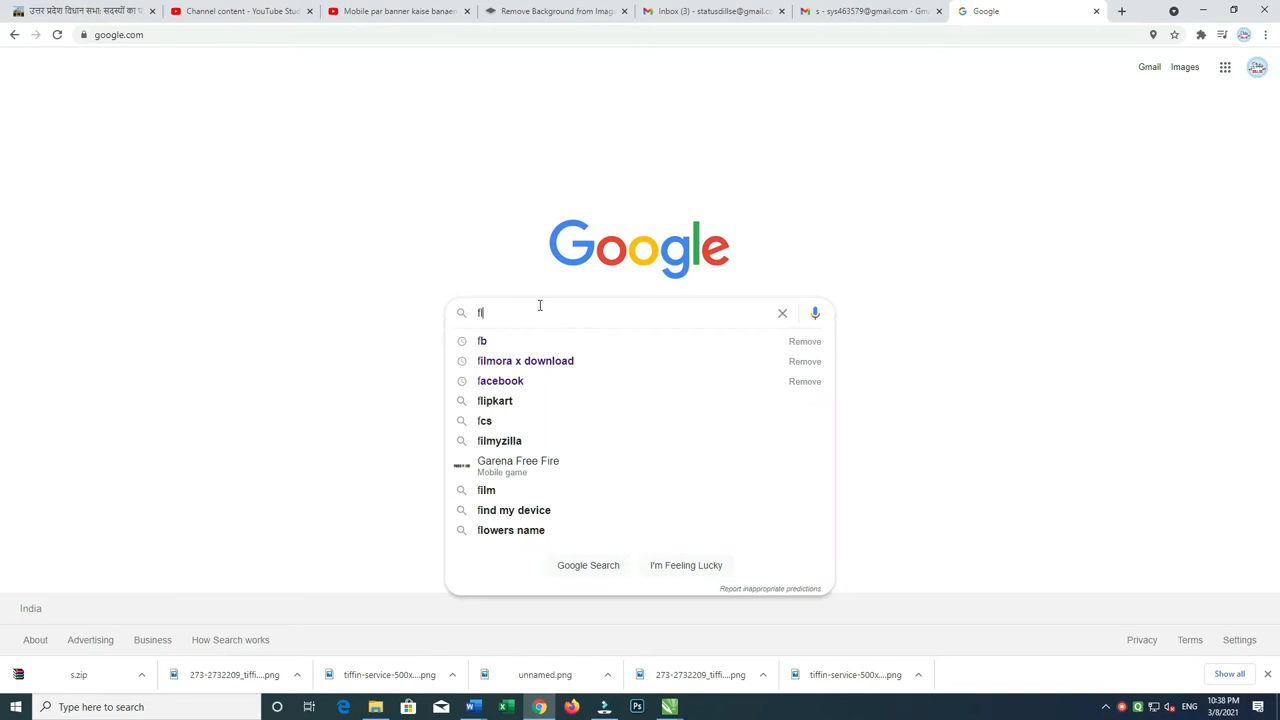 उत्तर प्रदेश विधान सभा: सदस्यों का प
Channel content - YouTube Stud
Mobile par banner kaise bane
Remove Background from Imag
Inbox (3) - statusdillse@gmail.c
s - sys463579@gmail.com - Gm
Google
google.com
Gmail
Images
Google
f
fb
Remove
filmora x download
Remove
facebook
Remove
flipkart
fcs
filmyzilla
Garena Free Fire
Mobile game
film
find my device
flowers name
Google Search
I'm Feeling Lucky
Report inappropriate predictions
India
About
Advertising
Business
How Search works
Privacy
Terms
Settings
s.zip
273-2732209_tiffi....png
tiffin-service-500x....png
unnamed.png
273-2732209_tiffi....png
tiffin-service-500x....png
Show all
Type here to search
ENG
10:38 PM
3/8/2021